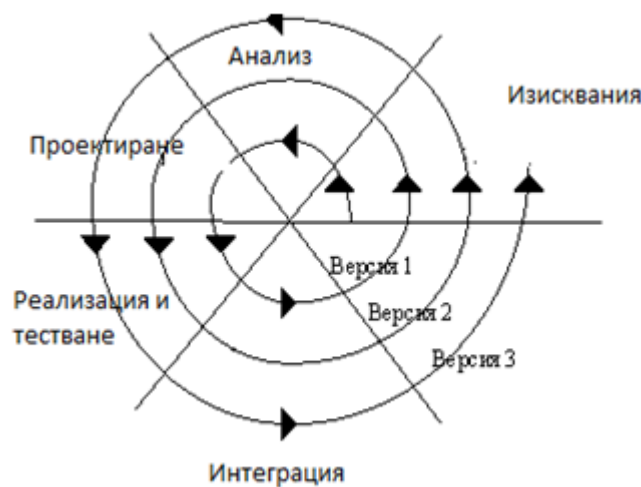 Анализ
Изисквания
Проектиране
Версия 1
Реализация и
тестване
Версия 2
Версия 3
Интеграция